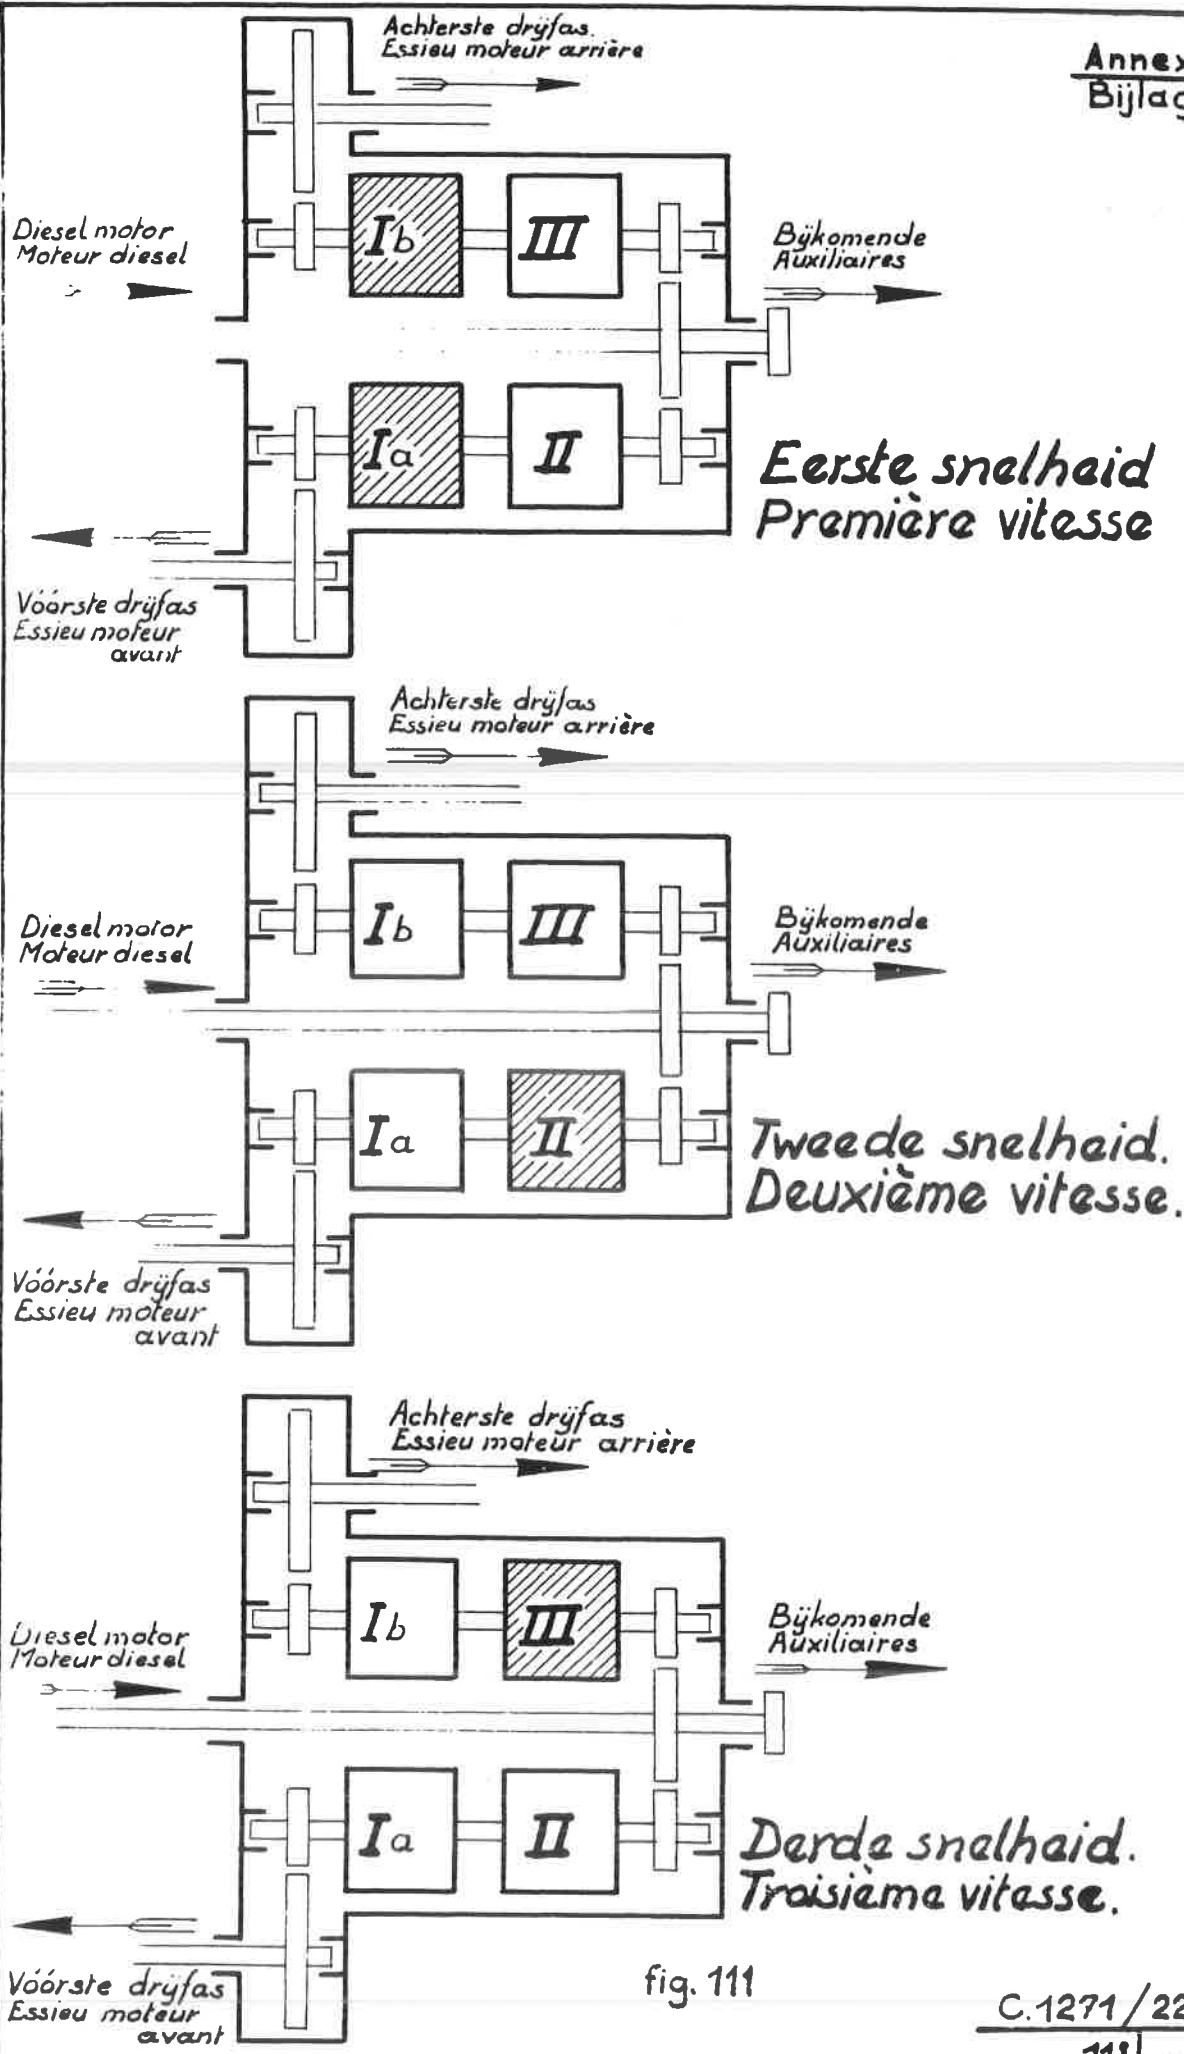 Achterste drijfas.
Essieu moteur arrière
Annex
Bijlag
Diesel motor
Moteur diesel
Ib
III
Bijkomende
Auxiliaires
Ia
II
Eerste snelheid
Première vitesse
Vóórste drijfas
Essieu moteur
avant
Achterste drijfas
Essieu moteur arrière
Diesel motor
Moteur diesel
Ib
III
Bijkomende
Auxiliaires
Ia
II
Tweede snelheid.
Deuxième vitesse.
Vóórste drijfas
Essieu moteur
avant
Achterste drijfas
Essieu moteur arrière
Diesel motor
Moteur diesel
Ib
III
Bijkomende
Auxiliaires
Ia
II
Derde snelheid.
Troisième vitesse.
Vóórste drijfas
Essieu moteur
avant
fig. 111
C.1271/22